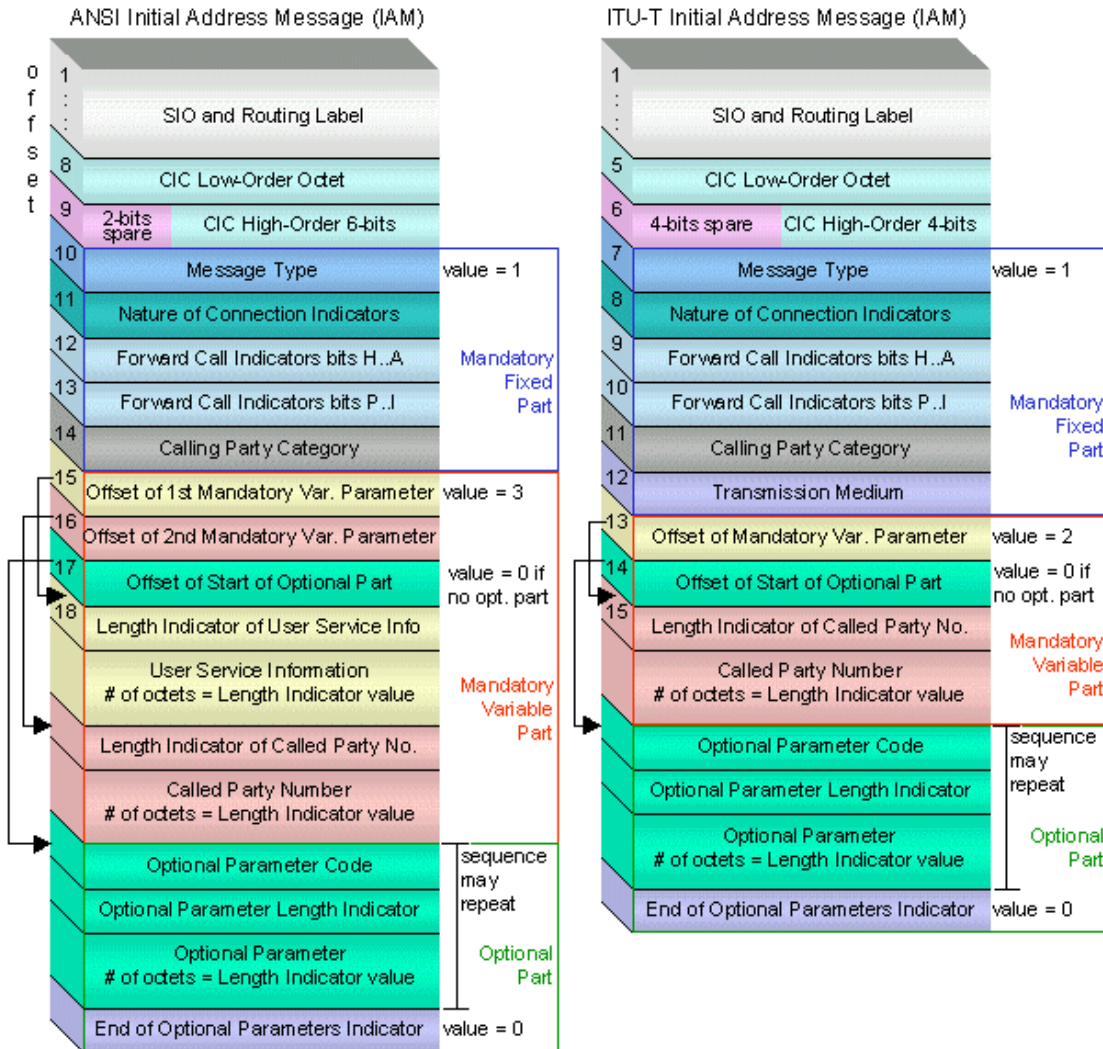 ANSI Initial Address Message (IAM)
offset
1
:
:
SIO and Routing Label
8
CIC Low-Order Octet
9
2-bits
spare
CIC High-Order 6-bits
10
Message Type
value = 1
11
Nature of Connection Indicators
12
Forward Call Indicators bits H..A
13
Forward Call Indicators bits P..I
14
Calling Party Category
Mandatory
Fixed
Part
15
Offset of 1st Mandatory Var. Parameter
value = 3
16
Offset of 2nd Mandatory Var. Parameter
17
Offset of Start of Optional Part
value = 0 if
no opt. part
18
Length Indicator of User Service Info
User Service Information
# of octets = Length Indicator value
Mandatory
Variable
Part
Length Indicator of Called Party No.
Called Party Number
# of octets = Length Indicator value
Optional Parameter Code
Optional Parameter Length Indicator
Optional Parameter
# of octets = Length Indicator value
sequence
may
repeat
Optional
Part
End of Optional Parameters Indicator
value = 0
ITU-T Initial Address Message (IAM)
1
:
:
SIO and Routing Label
5
CIC Low-Order Octet
6
4-bits spare
CIC High-Order 4-bits
7
Message Type
value = 1
8
Nature of Connection Indicators
9
Forward Call Indicators bits H..A
10
Forward Call Indicators bits P..I
11
Calling Party Category
12
Transmission Medium
Mandatory
Fixed
Part
13
Offset of Mandatory Var. Parameter
value = 2
14
Offset of Start of Optional Part
value = 0 if
no opt. part
15
Length Indicator of Called Party No.
Called Party Number
# of octets = Length Indicator value
Mandatory
Variable
Part
Optional Parameter Code
Optional Parameter Length Indicator
Optional Parameter
# of octets = Length Indicator value
sequence
may
repeat
Optional
Part
End of Optional Parameters Indicator
value = 0